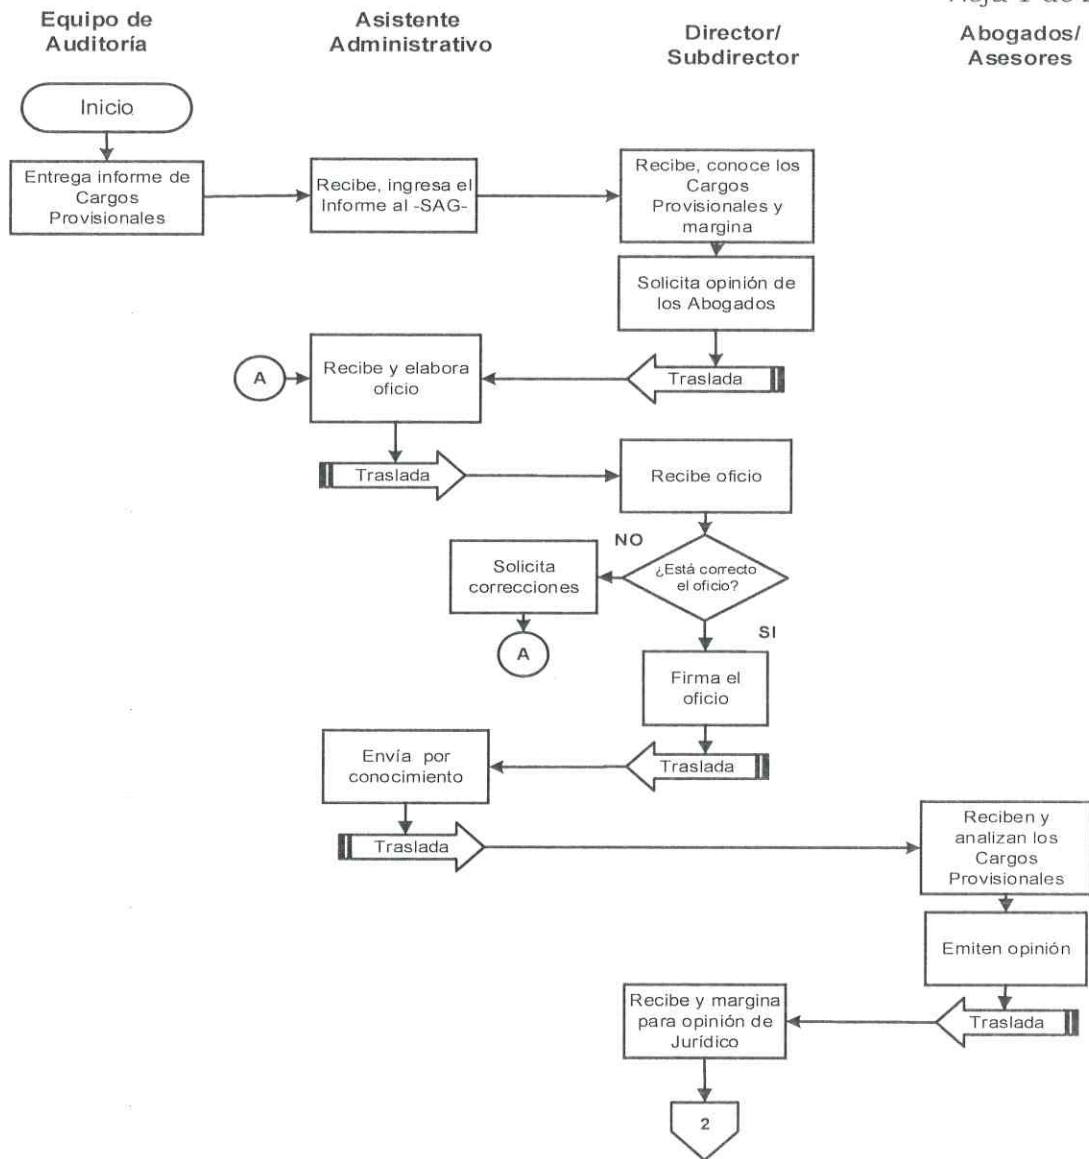 Equipo de
Auditoría
Asistente
Administrativo
Director/
Subdirector
Abogados/
Asesores
Inicio
Entrega informe de
Cargos
Provisionales
Recibe, ingresa el
Informe al -SAG-
Recibe, conoce los
Cargos
Provisionales y
margina
Solicita opinión de
los Abogados
Traslada
A
Recibe y elabora
oficio
Traslada
Recibe oficio
¿Está correcto
el oficio?
NO
Solicita
correcciones
A
SI
Firma el
oficio
Traslada
Envía por
conocimiento
Traslada
Reciben y
analizan los
Cargos
Provisionales
Emiten opinión
Traslada
Recibe y margina
para opinión de
Jurídico
2